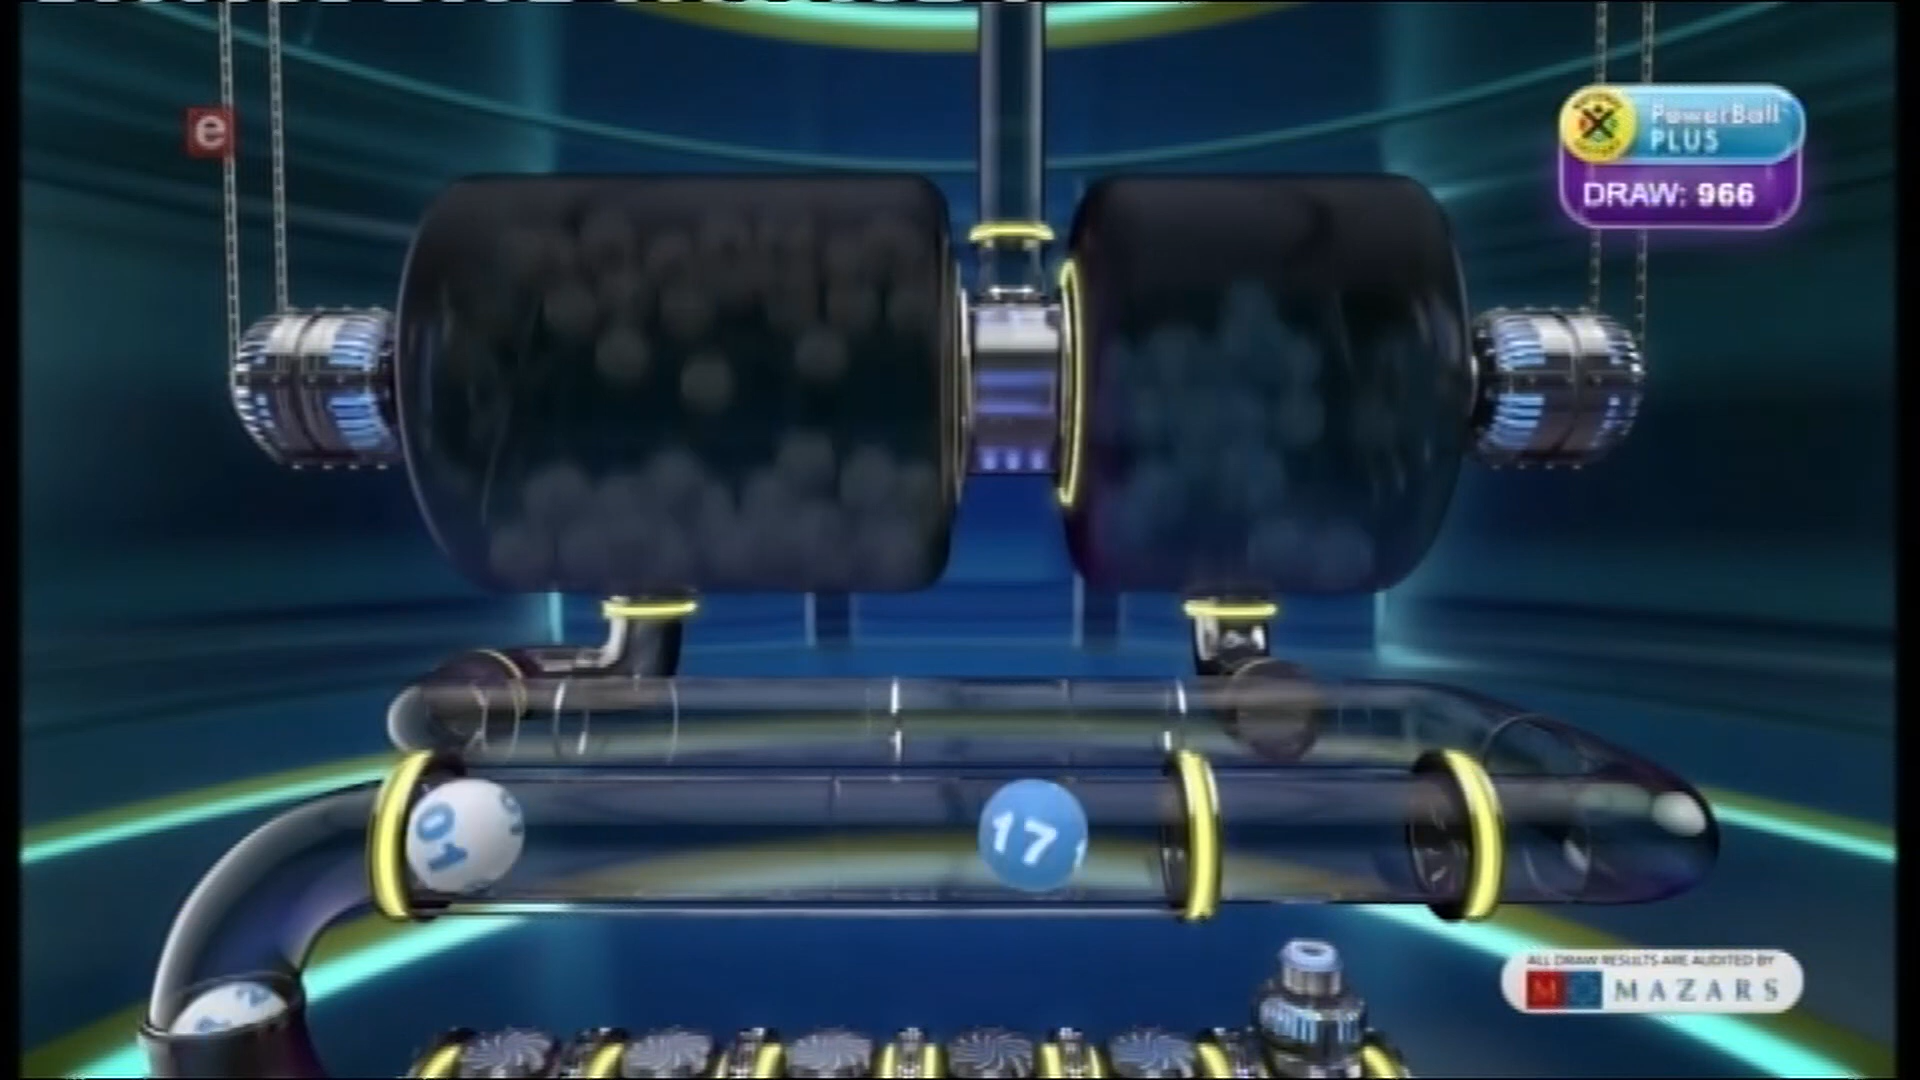 e
PowerBall
PLUS
DRAW: 966
01
17
ALL DRAW RESULTS ARE AUDITED BY
M MAZARS